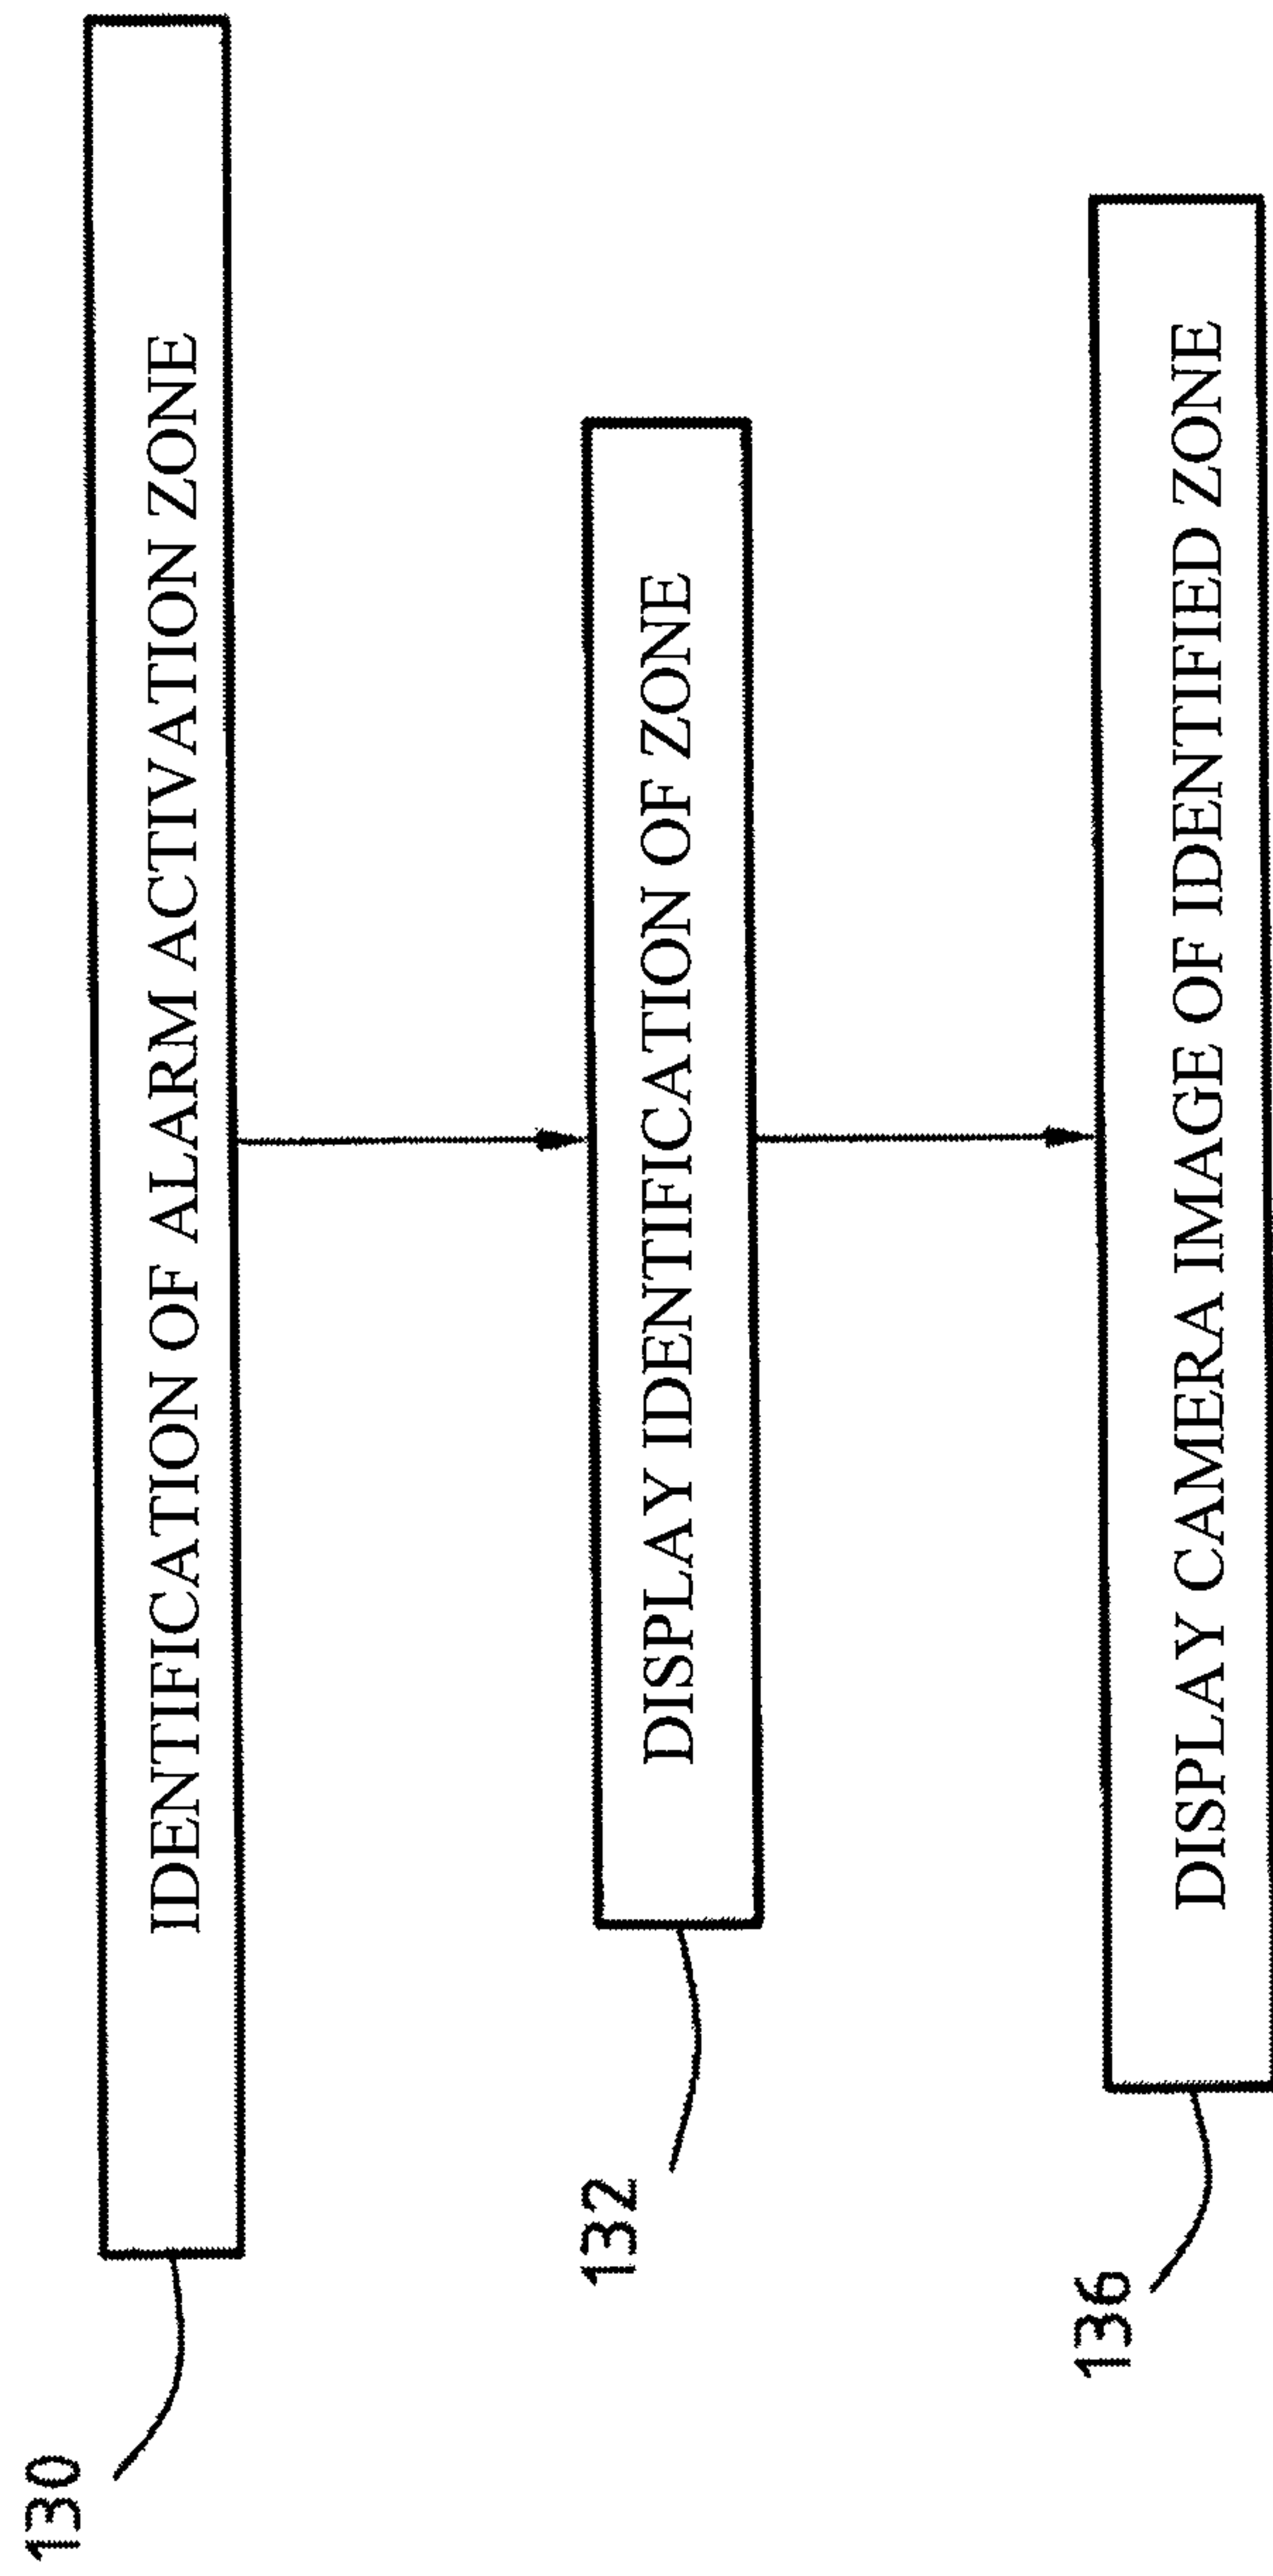 IDENTIFICATION OF ALARM ACTIVATION ZONE
130
DISPLAY IDENTIFICATION OF ZONE
132
DISPLAY CAMERA IMAGE OF IDENTIFIED ZONE
136